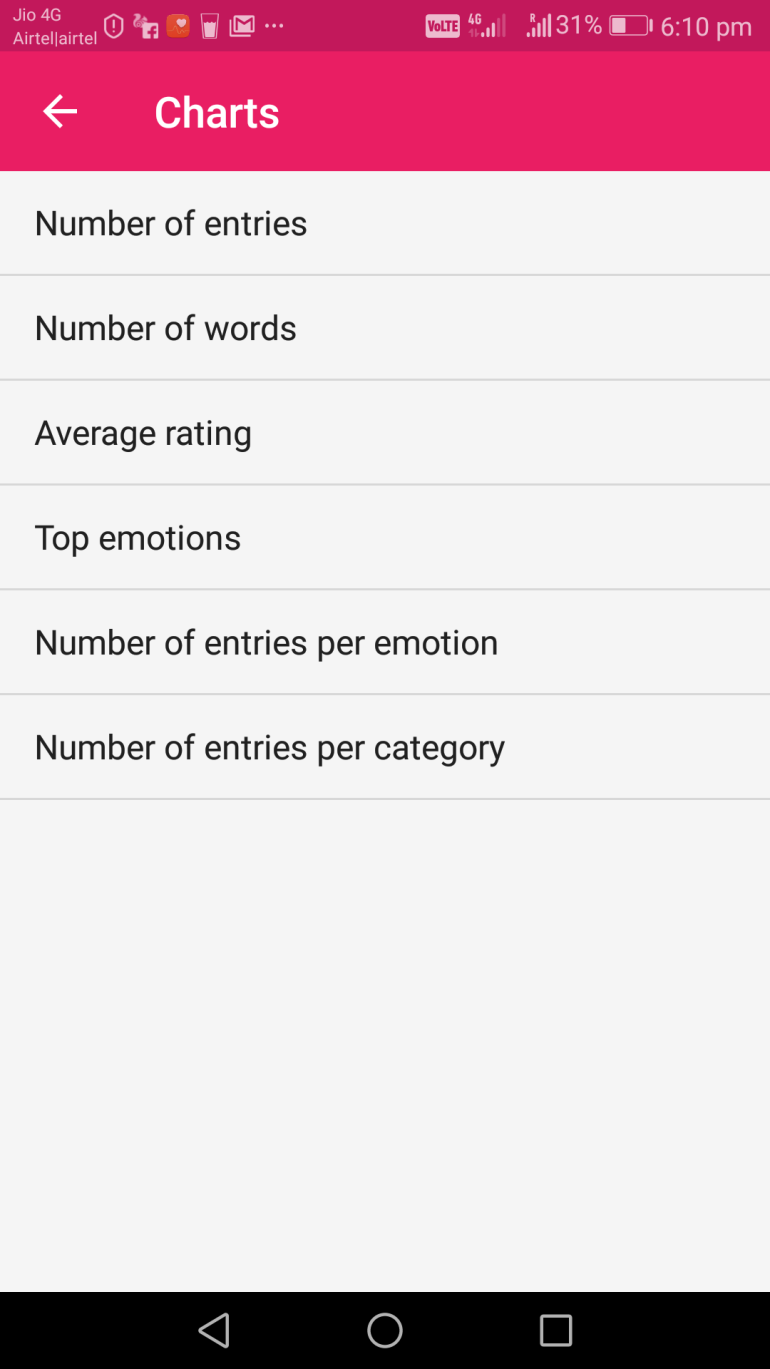 Jio 4G
Airtel|airtel
VoLTE 4G R 31% 6:10 pm
Charts
Number of entries
Number of words
Average rating
Top emotions
Number of entries per emotion
Number of entries per category